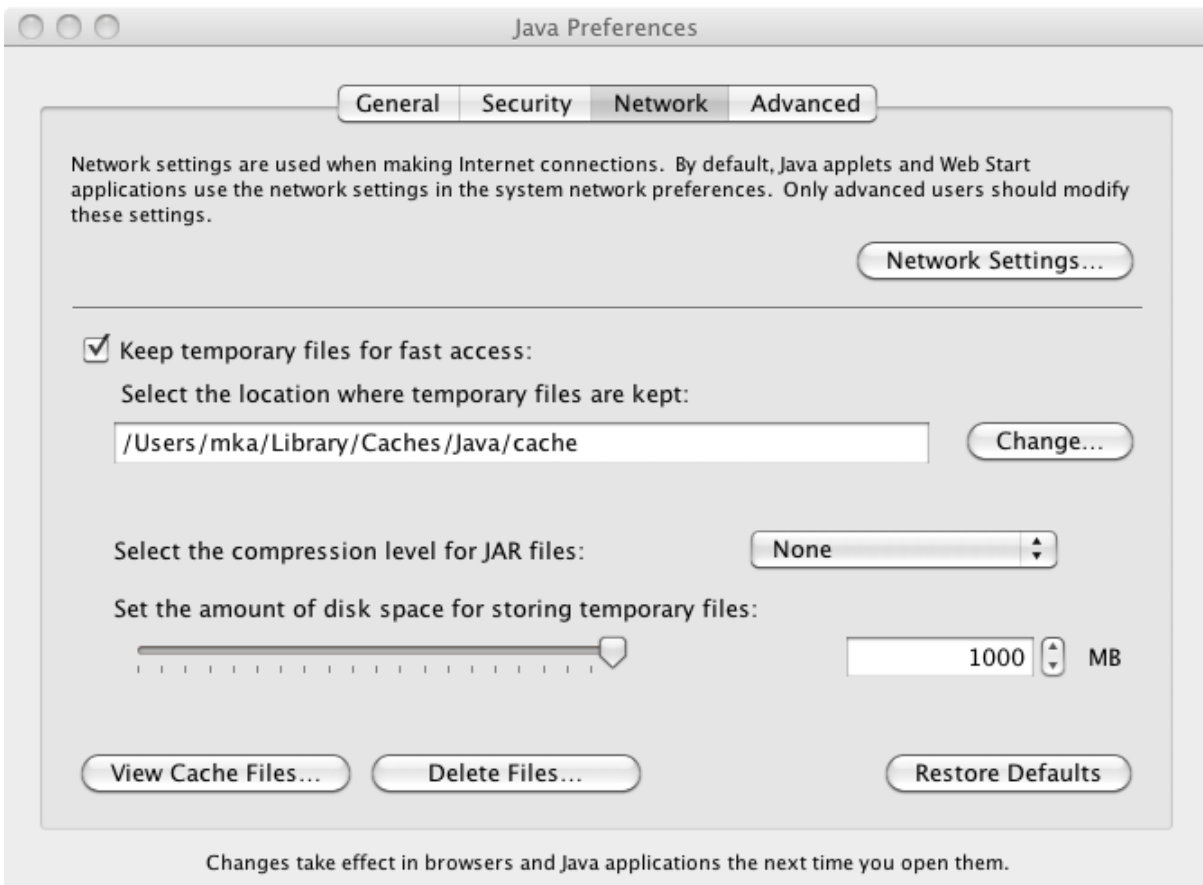 Java Preferences
General Security Network Advanced
Network settings are used when making Internet connections. By default, Java applets and Web Start
applications use the network settings in the system network preferences. Only advanced users should modify
these settings.
Network Settings...
Keep temporary files for fast access:
Select the location where temporary files are kept:
/Users/mka/Library/Caches/Java/cache Change...
Select the compression level for JAR files: None
Set the amount of disk space for storing temporary files:
1000 MB
View Cache Files... Delete Files... Restore Defaults
Changes take effect in browsers and Java applications the next time you open them.